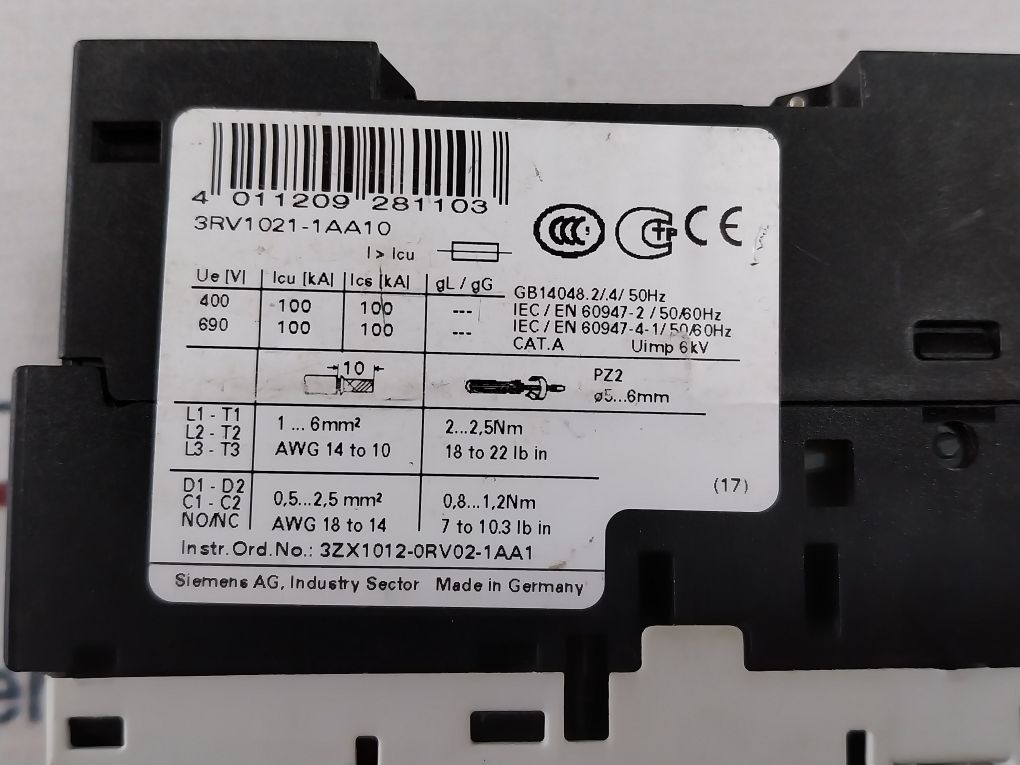 4 011209 281103
3RV1021-1AA10
I > Icu
CCC PCT CE
Ue [V] Icu [kA] Ics [kA] gL / gG
400 100 100 ---
690 100 100 ---
GB14048.2/.4/ 50Hz
IEC / EN 60947-2 / 50/60Hz
IEC / EN 60947-4-1/ 50/60Hz
CAT.A Uimp 6kV
10
PZ2
ø5...6mm
L1 - T1
L2 - T2
L3 - T3
1 ... 6mm²
AWG 14 to 10
2...2,5Nm
18 to 22 lb in
D1 - D2
C1 - C2
NO/NC
0,5...2,5 mm²
AWG 18 to 14
0,8...1,2Nm
7 to 10.3 lb in
(17)
Instr.Ord.No.: 3ZX1012-0RV02-1AA1
Siemens AG, Industry Sector Made in Germany